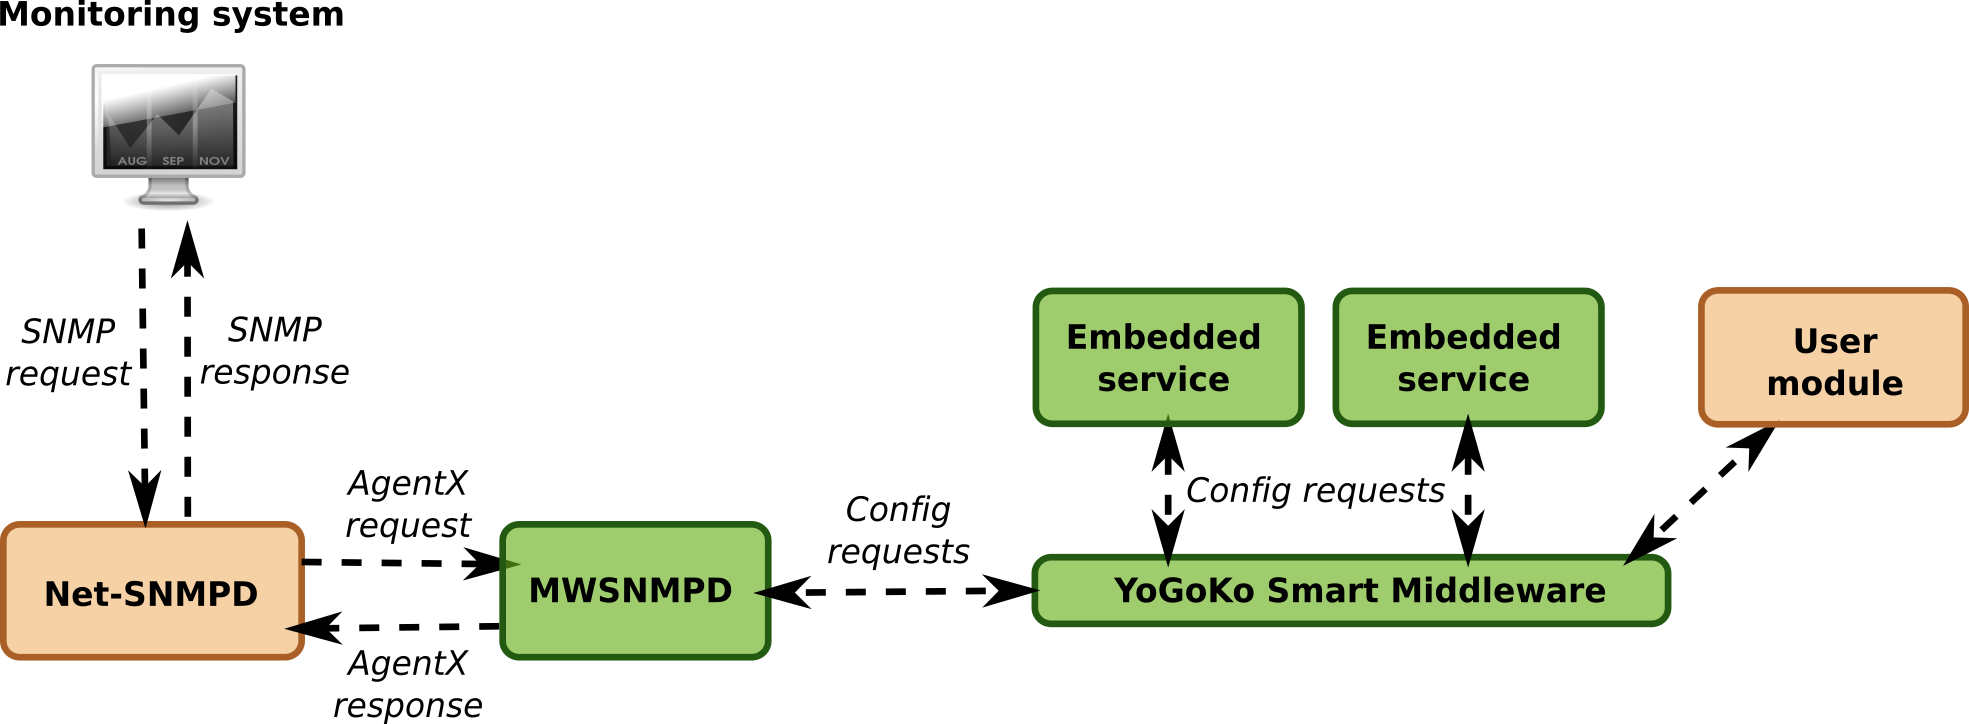 Monitoring system
AUG SEP NOV
SNMP
request
SNMP
response
Embedded
service
Embedded
service
User
module
AgentX
request
Config
requests
Config requests
Net-SNMPD
MWSNMPD
YoGoKo Smart Middleware
AgentX
response